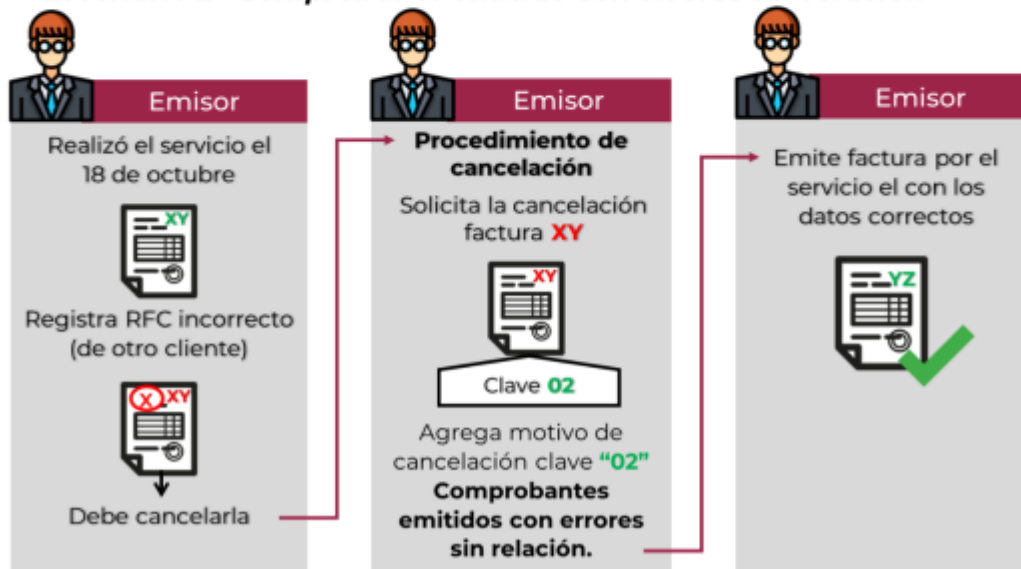 Emisor
Realizó el servicio el
18 de octubre
XY
Registra RFC incorrecto
(de otro cliente)
X XY
Debe cancelarla
Emisor
Procedimiento de
cancelación
Solicita la cancelación
factura XY
XY
Clave 02
Agrega motivo de
cancelación clave “02”
Comprobantes
emitidos con errores
sin relación.
Emisor
Emite factura por el
servicio el con los
datos correctos
YZ